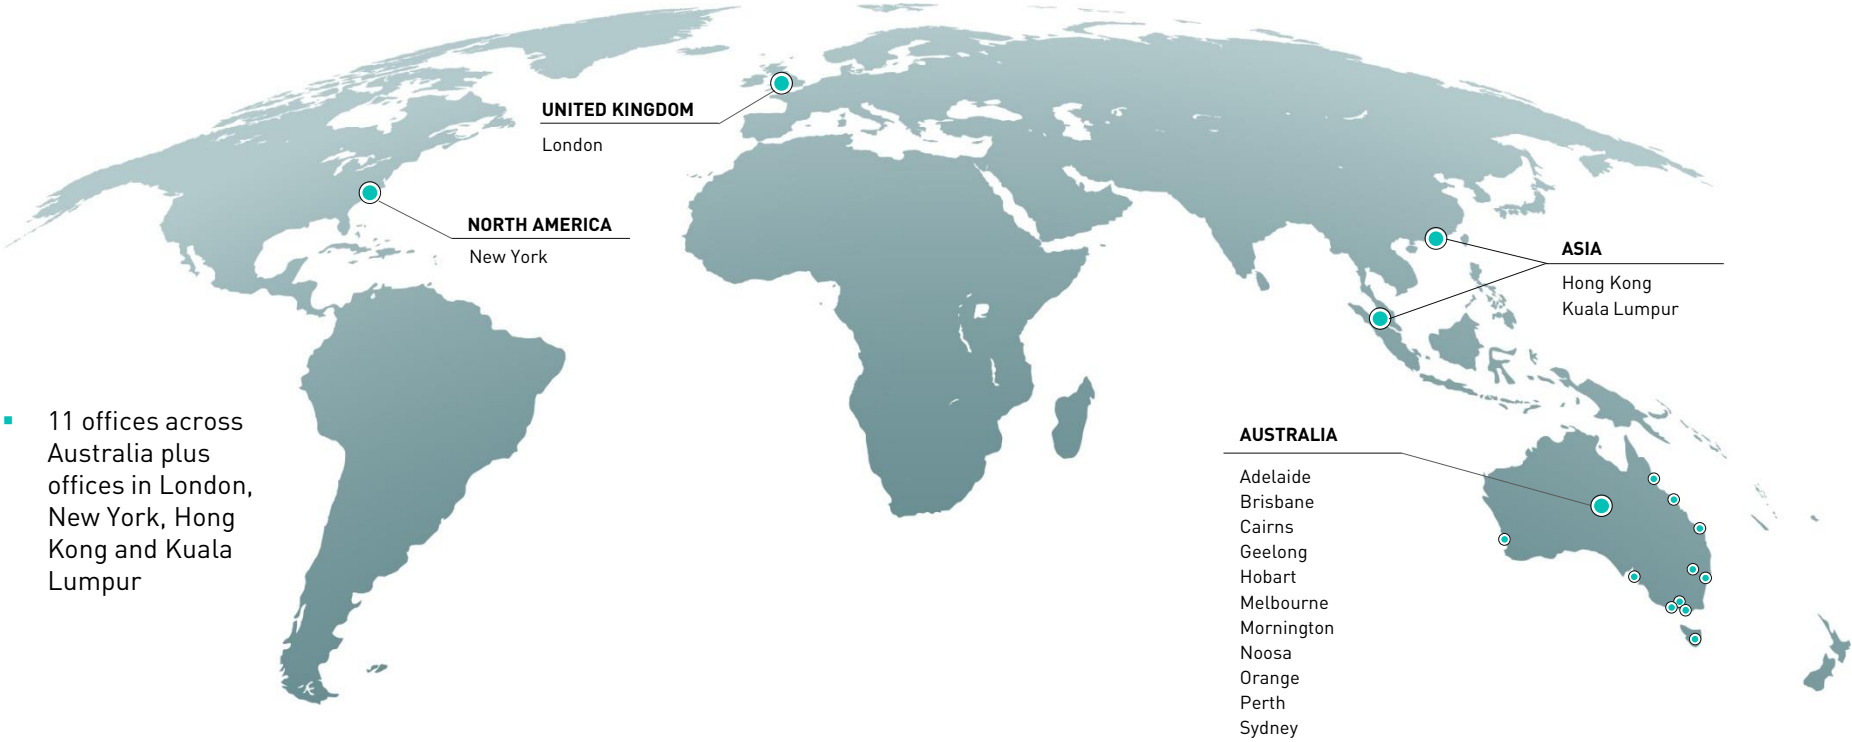 UNITED KINGDOM
London
NORTH AMERICA
New York
ASIA
Hong Kong
Kuala Lumpur
▪ 11 offices across
Australia plus
offices in London,
New York, Hong
Kong and Kuala
Lumpur
AUSTRALIA
Adelaide
Brisbane
Cairns
Geelong
Hobart
Melbourne
Mornington
Noosa
Orange
Perth
Sydney